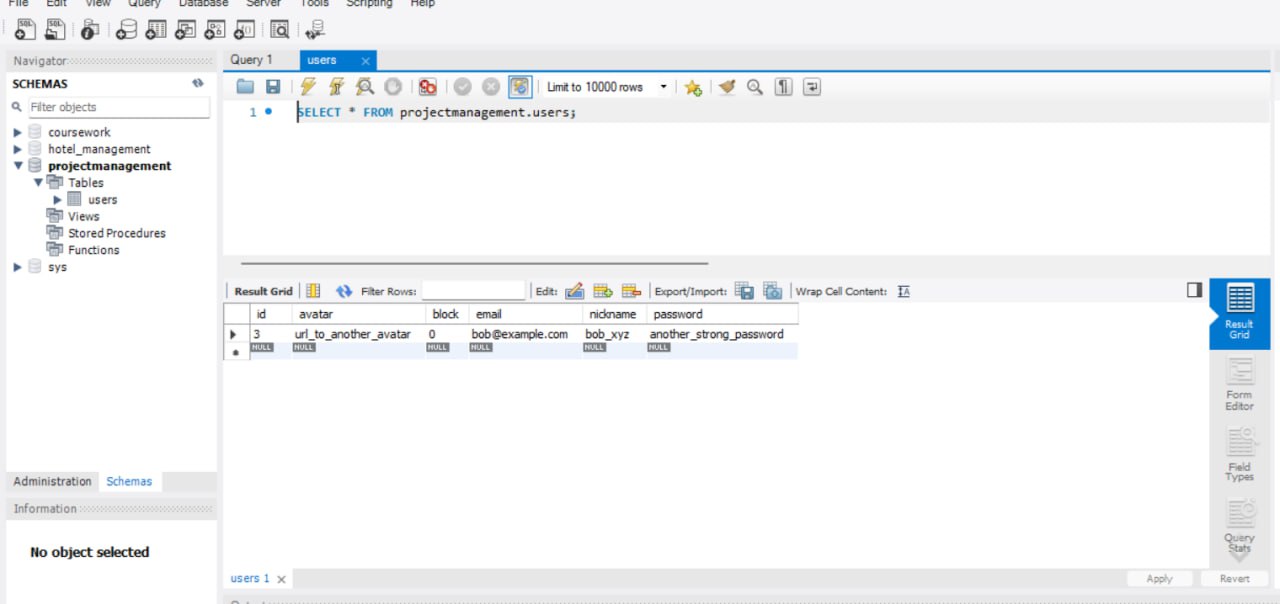 File Edit View Query Database Server Tools Scripting Help
Navigator
SCHEMAS
Filter objects
coursework
hotel_management
projectmanagement
Tables
users
Views
Stored Procedures
Functions
sys
Administration Schemas
Information
No object selected
Query 1 users
Limit to 10000 rows
1 SELECT * FROM projectmanagement.users;
Result Grid Filter Rows: Edit: Export/Import: Wrap Cell Content:
id avatar block email nickname password
3 url_to_another_avatar 0 bob@example.com bob_xyz another_strong_password
NULL NULL NULL NULL NULL NULL
Result
Grid
Form
Editor
Field
Types
Query
Stats
users 1
Apply Revert